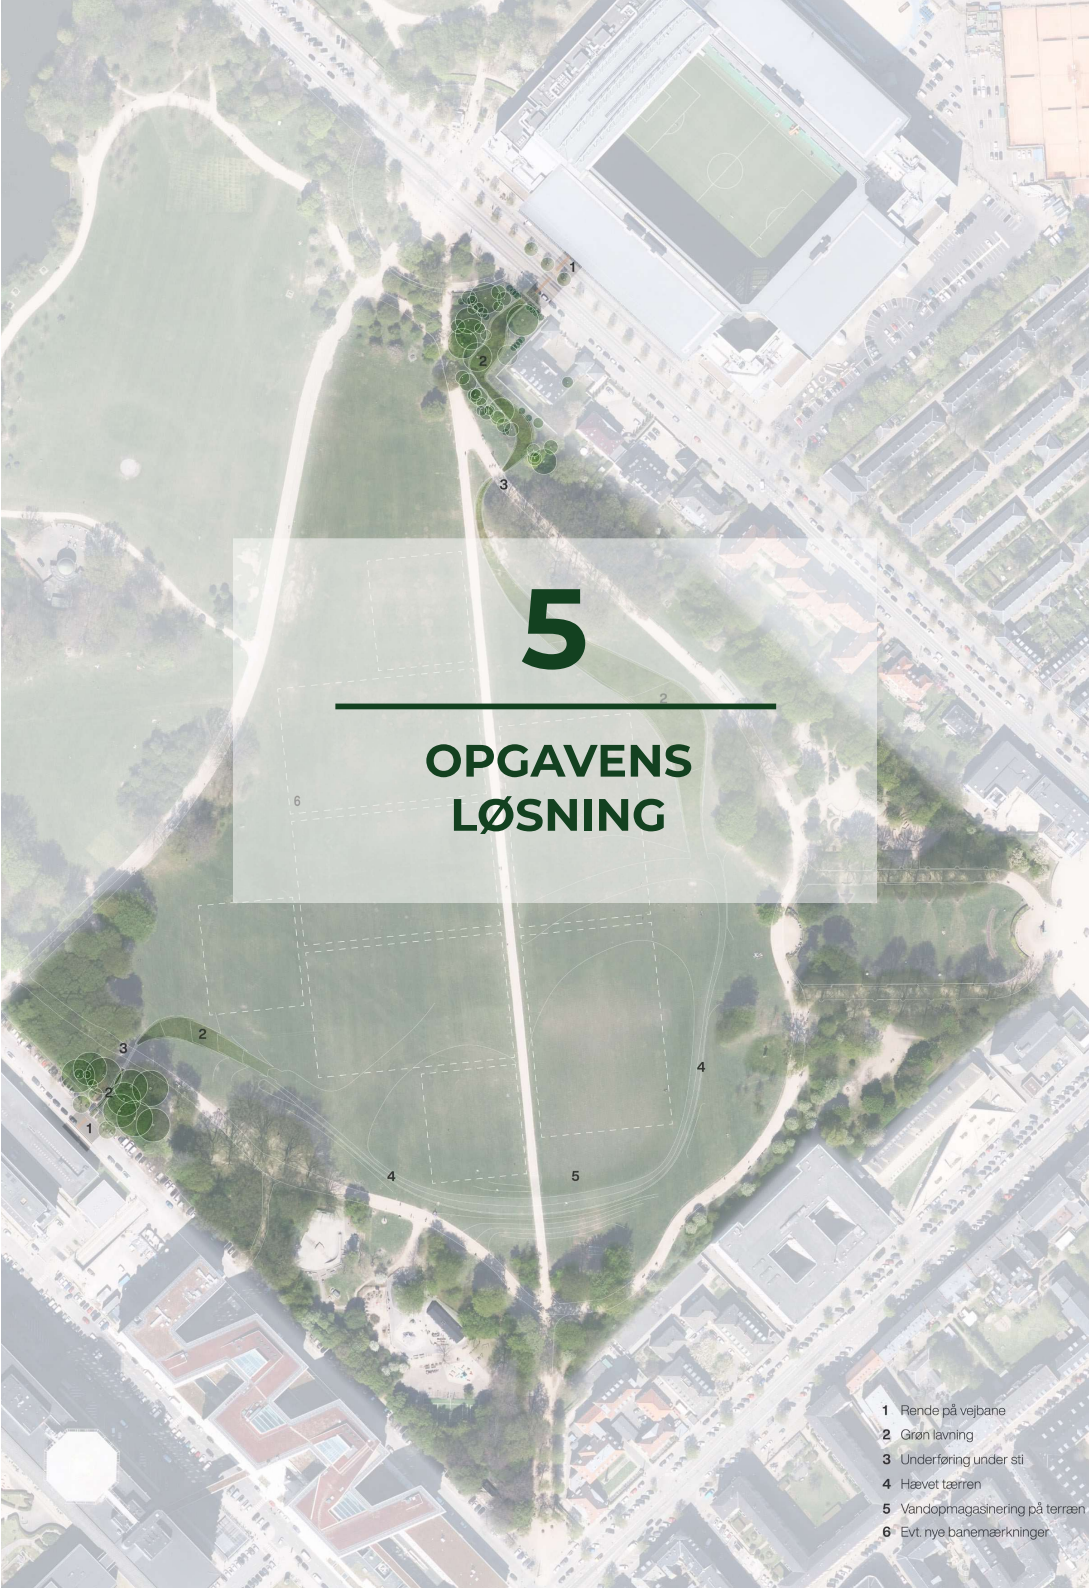 1
2
3
5
2
OPGAVENS
LØSNING
6
2
3
4
2
1
4
5
1 Rende på vejbane
2 Grøn lavning
3 Underføring under sti
4 Hævet tærren
5 Vandopmagasinering på terræn
6 Evt. nye banemærkninger